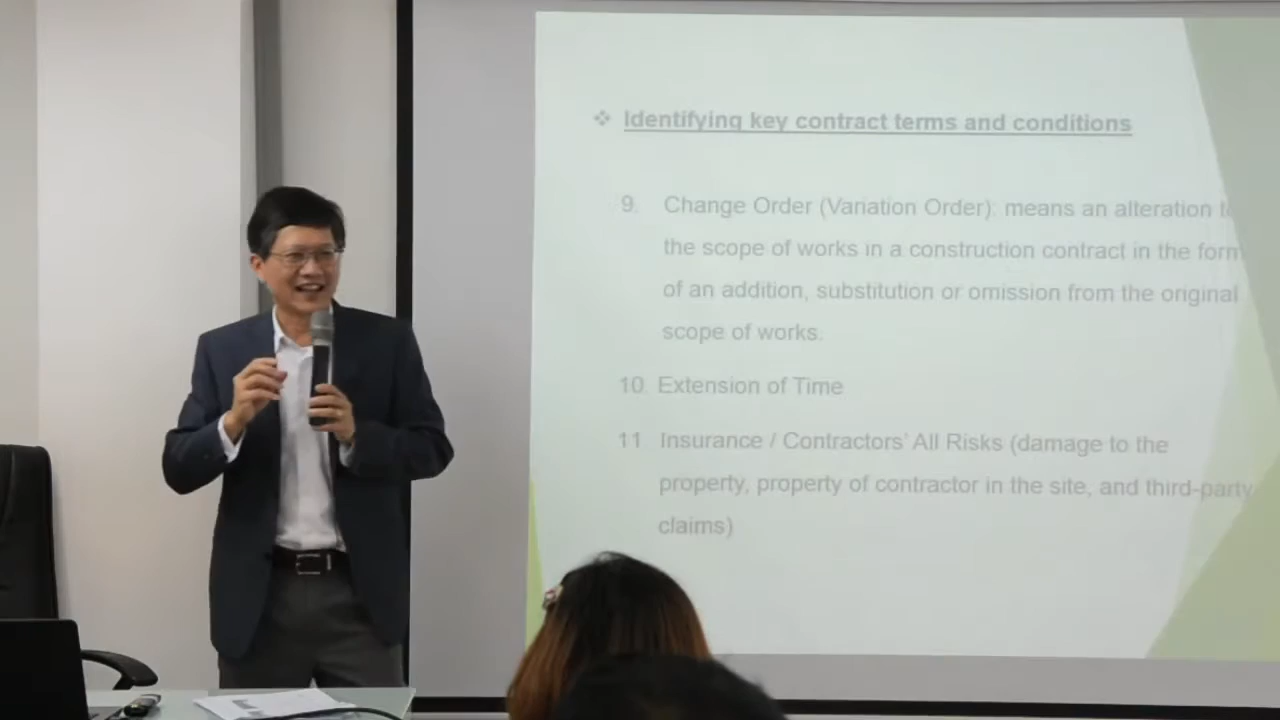 ❖ Identifying key contract terms and conditions
9. Change Order (Variation Order): means an alteration to
the scope of works in a construction contract in the form
of an addition, substitution or omission from the original
scope of works.
10. Extension of Time
11. Insurance / Contractors' All Risks (damage to the
property, property of contractor in the site, and third-party
claims)